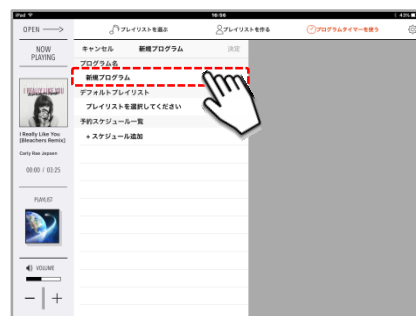 iPad
16:56
43%
OPEN
プレイリストを選ぶ
プレイリストを作る
プログラムタイマーを使う
NOW
PLAYING
キャンセル 新規プログラム 決定
プログラム名
新規プログラム
デフォルトプレイリスト
プレイリストを選択してください
予約スケジュール一覧
+ スケジュール追加
I REALLY LIKE YOU
I Really Like You
[Bleachers Remix]
Carly Rae Jepsen
00:00 / 03:25
PLAYLIST
VOLUME
− | +